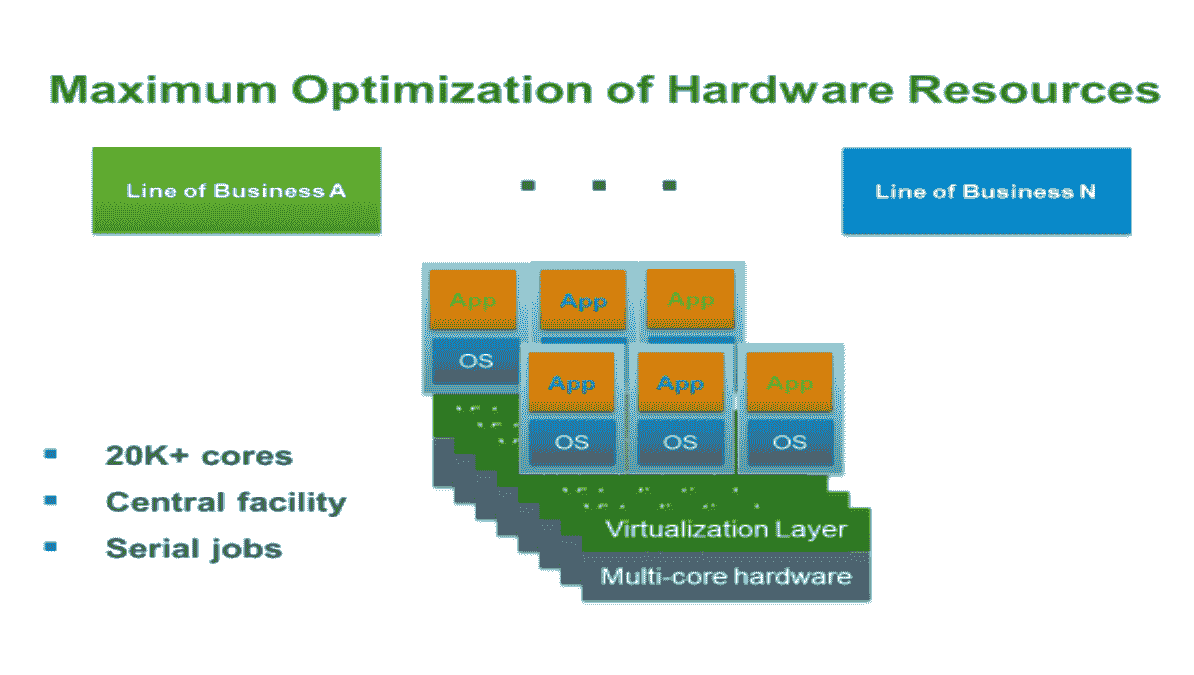 Maximum Optimization of Hardware Resources
Line of Business A
Line of Business N
App App App
OS
App App App
OS OS OS
20K+ cores
Central facility
Serial jobs
Virtualization Layer
Multi-core hardware